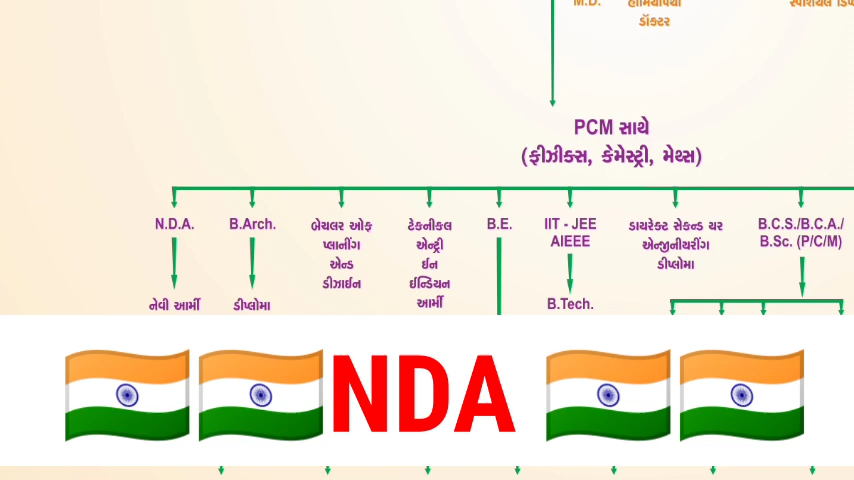 M.D.
ડૉક્ટર
PCM સાથે
(ફીઝીક્સ, કેમેસ્ટ્રી, મેથ્સ)
N.D.A.
B.Arch.
બેચલર ઓફ
પ્લાનીંગ
એન્ડ
ડીઝાઈન
ટેકનીકલ
એન્ટ્રી
ઈન
ઈન્ડિયન
આર્મી
B.E.
IIT - JEE
AIEEE
ડાયરેક્ટ સેકન્ડ યર
એન્જીનીયરીંગ
ડીપ્લોમા
B.C.S./B.C.A./
B.Sc. (P/C/M)
નેવી આર્મી
ડીપ્લોમા
B.Tech.
NDA